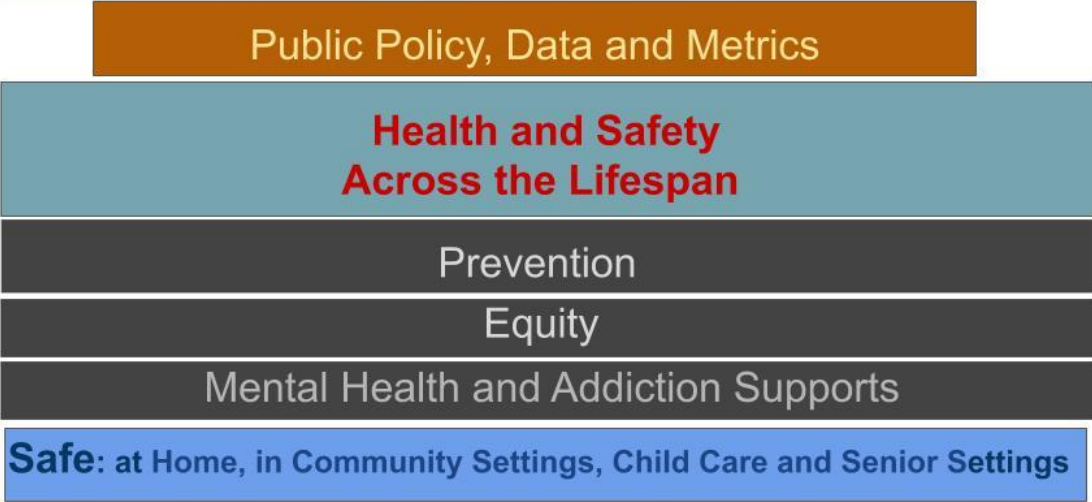 Public Policy, Data and Metrics
Health and Safety
Across the Lifespan
Prevention
Equity
Mental Health and Addiction Supports
Safe: at Home, in Community Settings, Child Care and Senior Settings